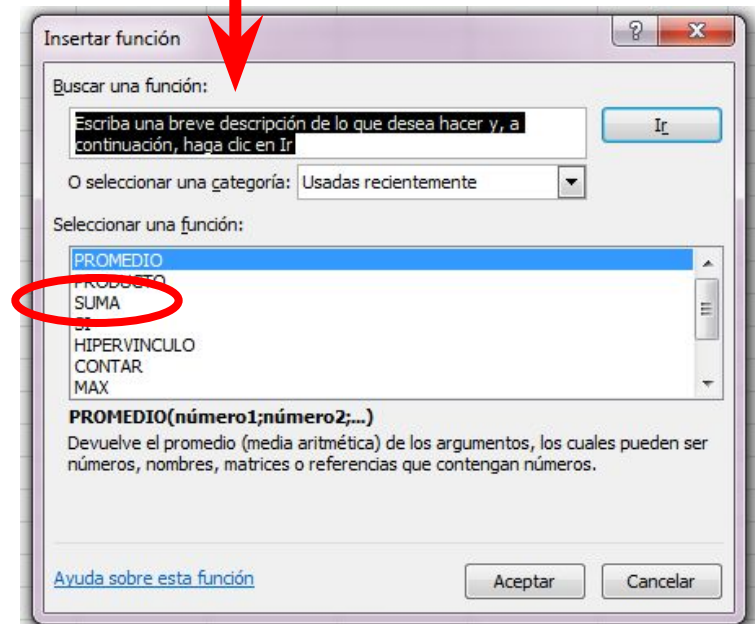 Insertar función
Buscar una función:
Escriba una breve descripción de lo que desea hacer y, a
continuación, haga clic en Ir
Ir
O seleccionar una categoría: Usadas recientemente
Seleccionar una función:
PROMEDIO
PRODUCTO
SUMA
SI
HIPERVINCULO
CONTAR
MAX
PROMEDIO(número1;número2;...)
Devuelve el promedio (media aritmética) de los argumentos, los cuales pueden ser
números, nombres, matrices o referencias que contengan números.
Ayuda sobre esta función
Aceptar
Cancelar